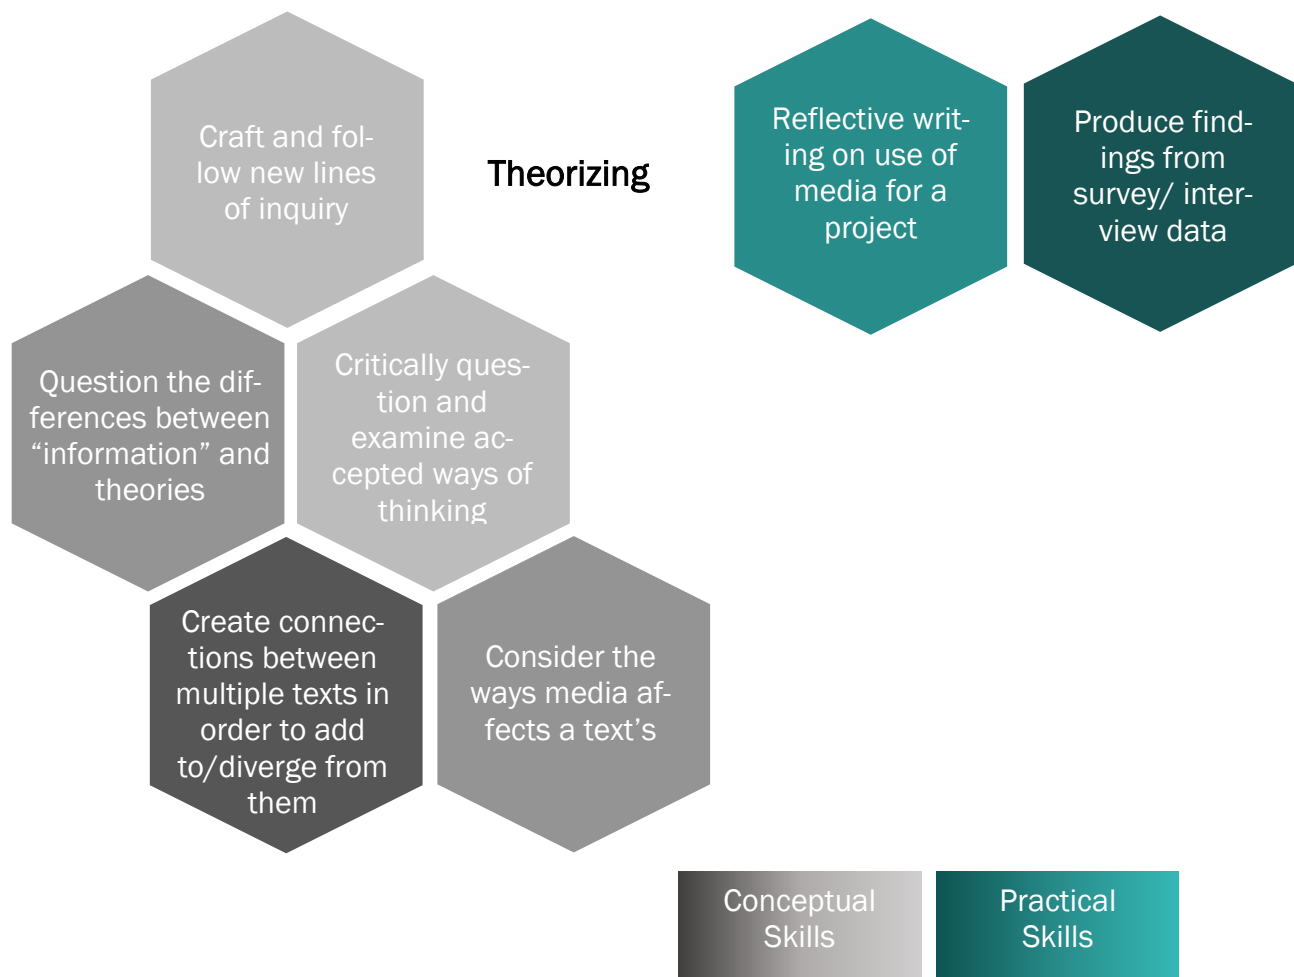 Craft and fol-
low new lines
of inquiry
Theorizing
Reflective writ-
ing on use of
media for a
project
Produce find-
ings from
survey/ inter-
view data
Question the dif-
ferences between
“information” and
theories
Critically ques-
tion and
examine ac-
cepted ways of
thinking
Create connec-
tions between
multiple texts in
order to add
to/diverge from
them
Consider the
ways media af-
fects a text’s
Conceptual
Skills
Practical
Skills